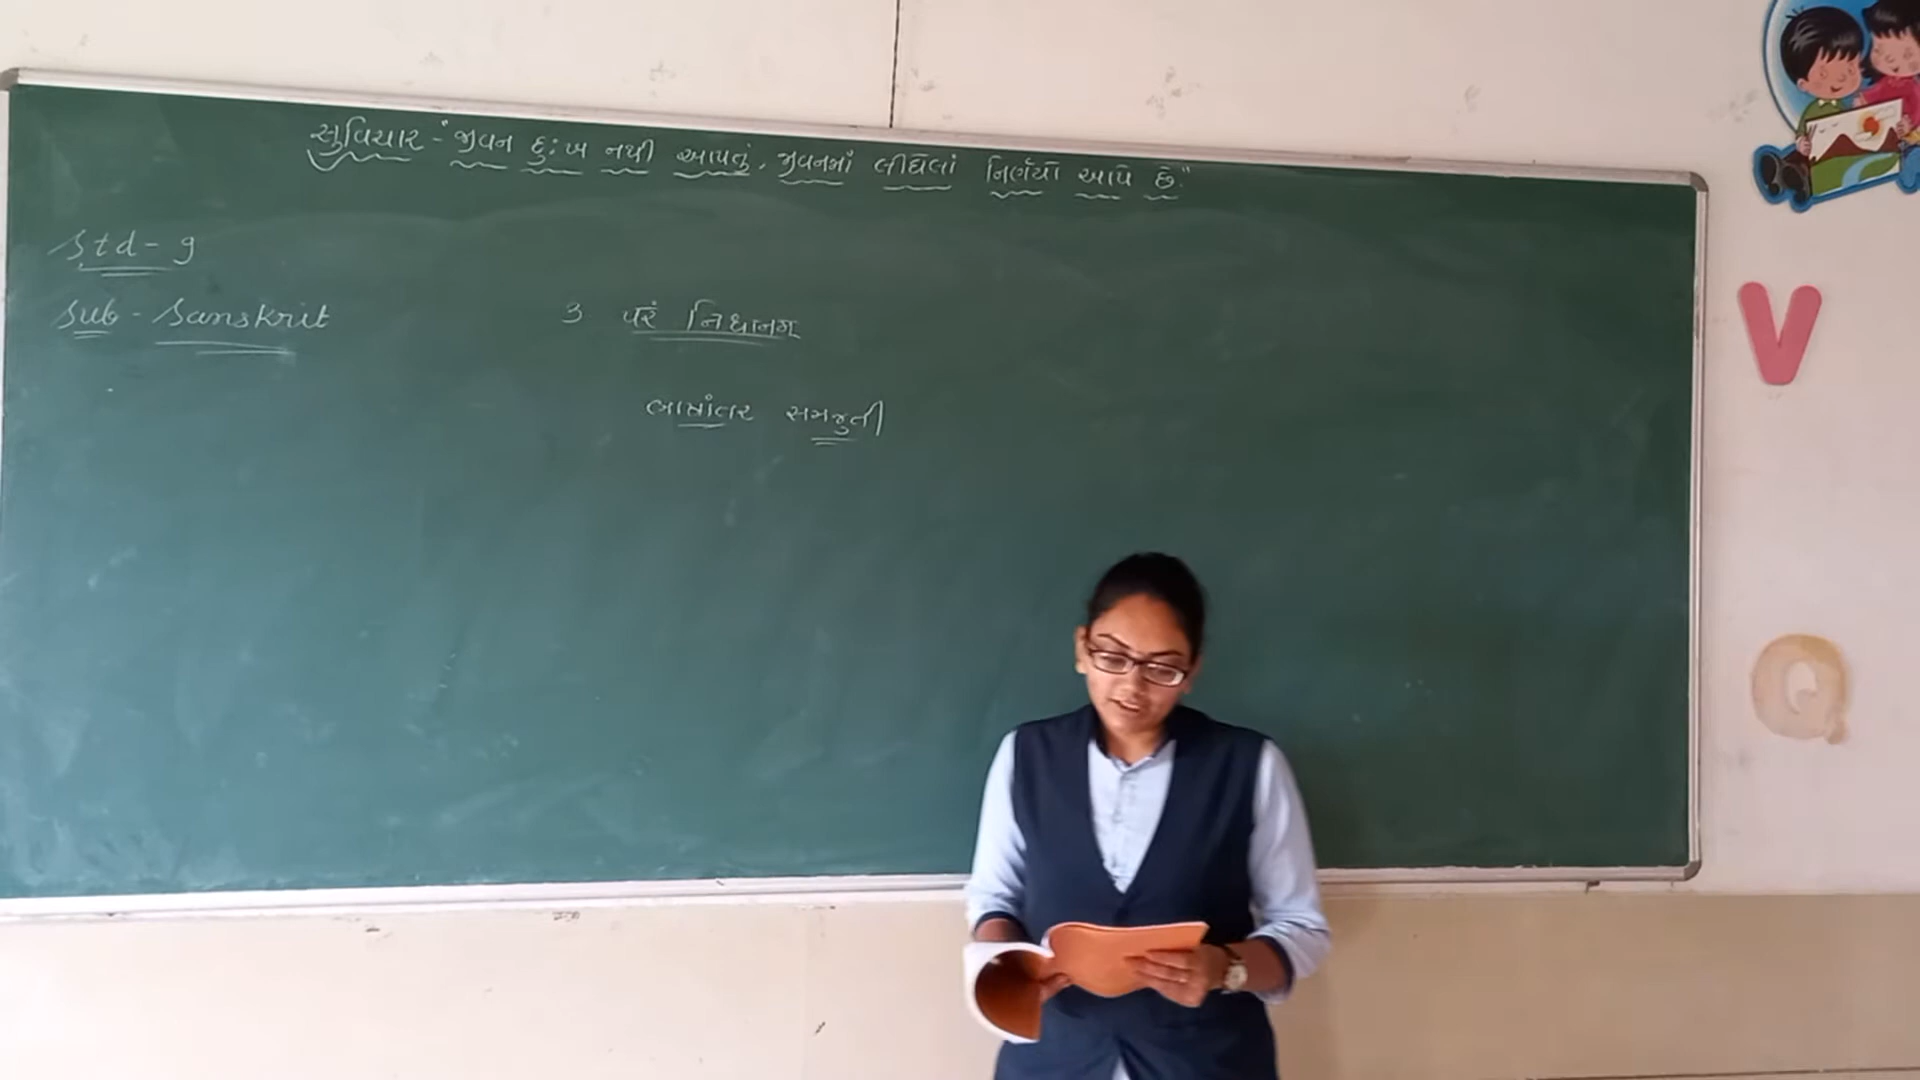 સુવિચાર - "જીવન દુ:ખ નથી આપતું, જીવનમાં લીધેલાં નિર્ણયો આપે છે."
Std - 9
Sub - Sanskrit
3 પરં નિધાનમ્
ભાષાંતર સમજુતી
V
Q